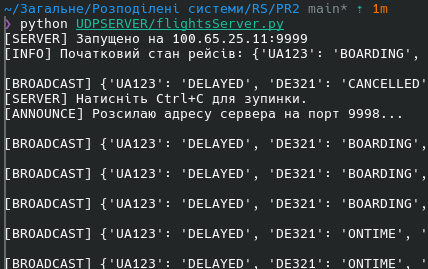 ~/Загальне/Розподілені системи/RS/PR2 main* ⇡ 1m
❯ python UDPSERVER/flightsServer.py
[SERVER] Запущено на 100.65.25.11:9999
[INFO] Початковий стан рейсів: {'UA123': 'BOARDING',
[BROADCAST] {'UA123': 'DELAYED', 'DE321': 'CANCELLED'
[SERVER] Натисніть Ctrl+C для зупинки.
[ANNOUNCE] Розсилаю адресу сервера на порт 9998...
[BROADCAST] {'UA123': 'DELAYED', 'DE321': 'BOARDING',
[BROADCAST] {'UA123': 'DELAYED', 'DE321': 'BOARDING',
[BROADCAST] {'UA123': 'DELAYED', 'DE321': 'BOARDING',
[BROADCAST] {'UA123': 'DELAYED', 'DE321': 'ONTIME', '
[BROADCAST] {'UA123': 'DELAYED', 'DE321': 'ONTIME', '